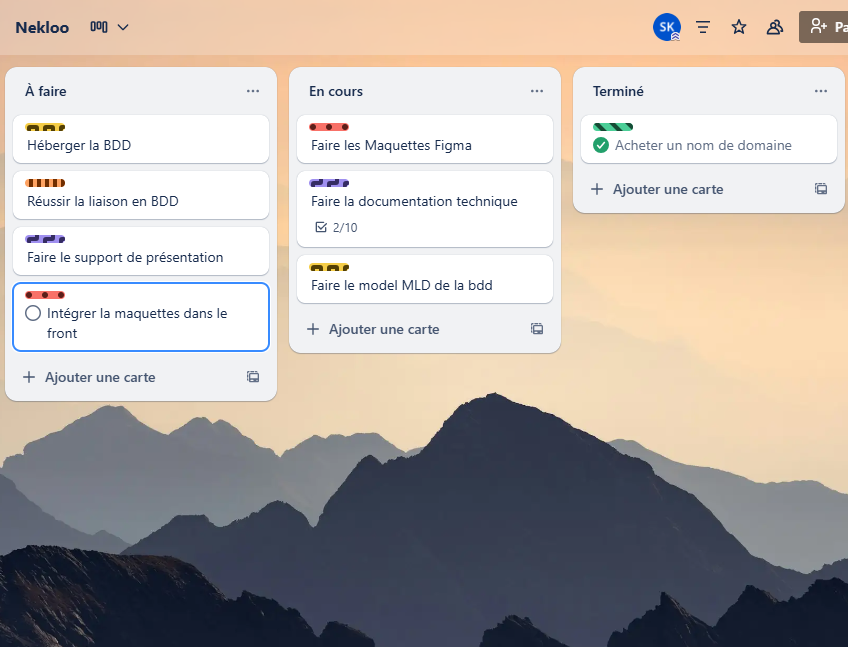 Nekloo
SK
À faire
Héberger la BDD
Réussir la liaison en BDD
Faire le support de présentation
Intégrer la maquettes dans le
front
Ajouter une carte
En cours
Faire les Maquettes Figma
Faire la documentation technique
2/10
Faire le model MLD de la bdd
Ajouter une carte
Terminé
Acheter un nom de domaine
Ajouter une carte